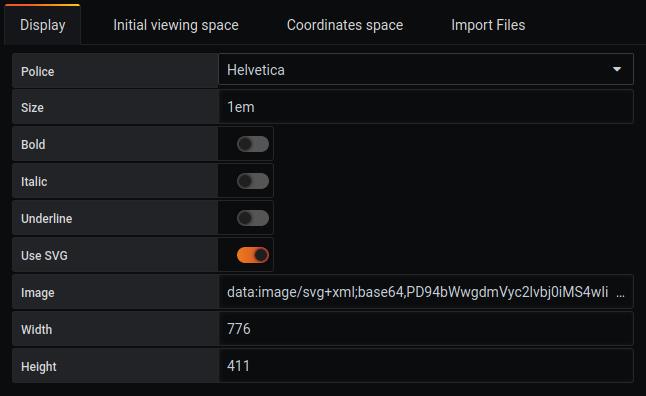 Display Initial viewing space Coordinates space Import Files
Police Helvetica
Size 1em
Bold
Italic
Underline
Use SVG
Image data:image/svg+xml;base64,PD94bWwgdmVyc2lvbj0iMS4wIi ...
Width 776
Height 411